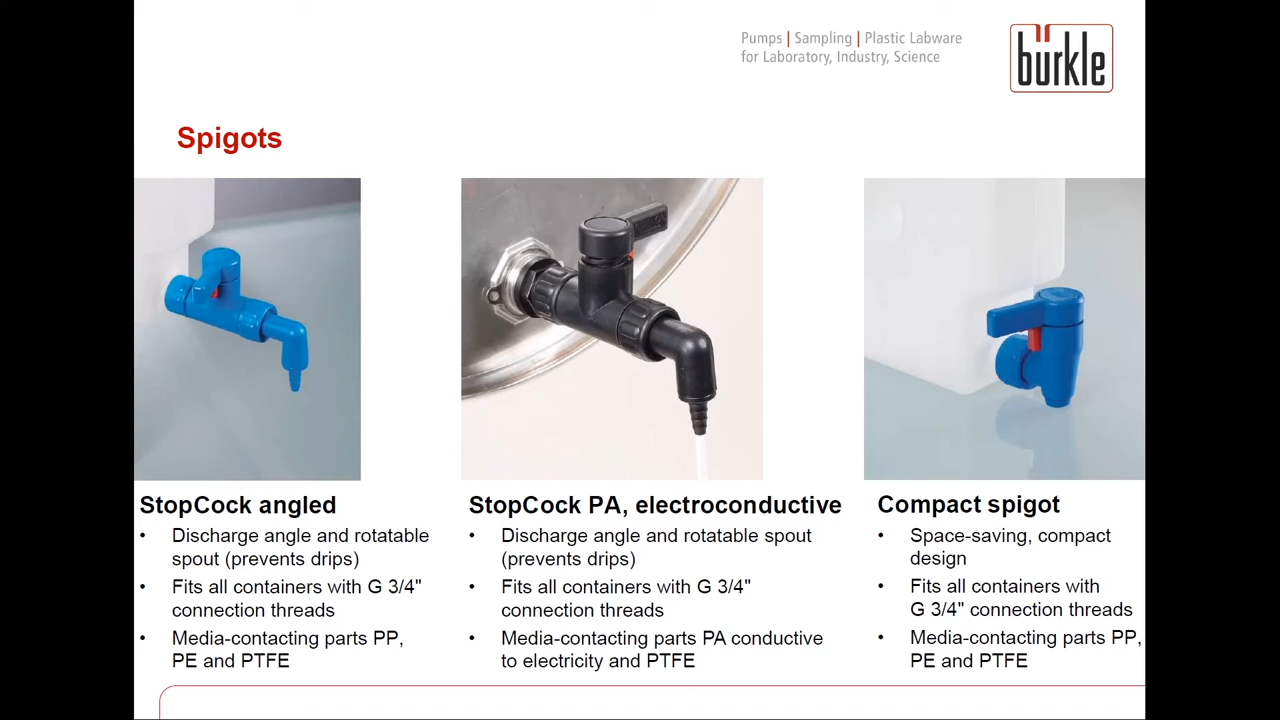 Pumps | Sampling | Plastic Labware
for Laboratory, Industry, Science
bürkle
Spigots
StopCock angled
• Discharge angle and rotatable
spout (prevents drips)
• Fits all containers with G 3/4"
connection threads
• Media-contacting parts PP,
PE and PTFE
StopCock PA, electroconductive
• Discharge angle and rotatable spout
(prevents drips)
• Fits all containers with G 3/4"
connection threads
• Media-contacting parts PA conductive
to electricity and PTFE
Compact spigot
• Space-saving, compact
design
• Fits all containers with
G 3/4" connection threads
• Media-contacting parts PP,
PE and PTFE